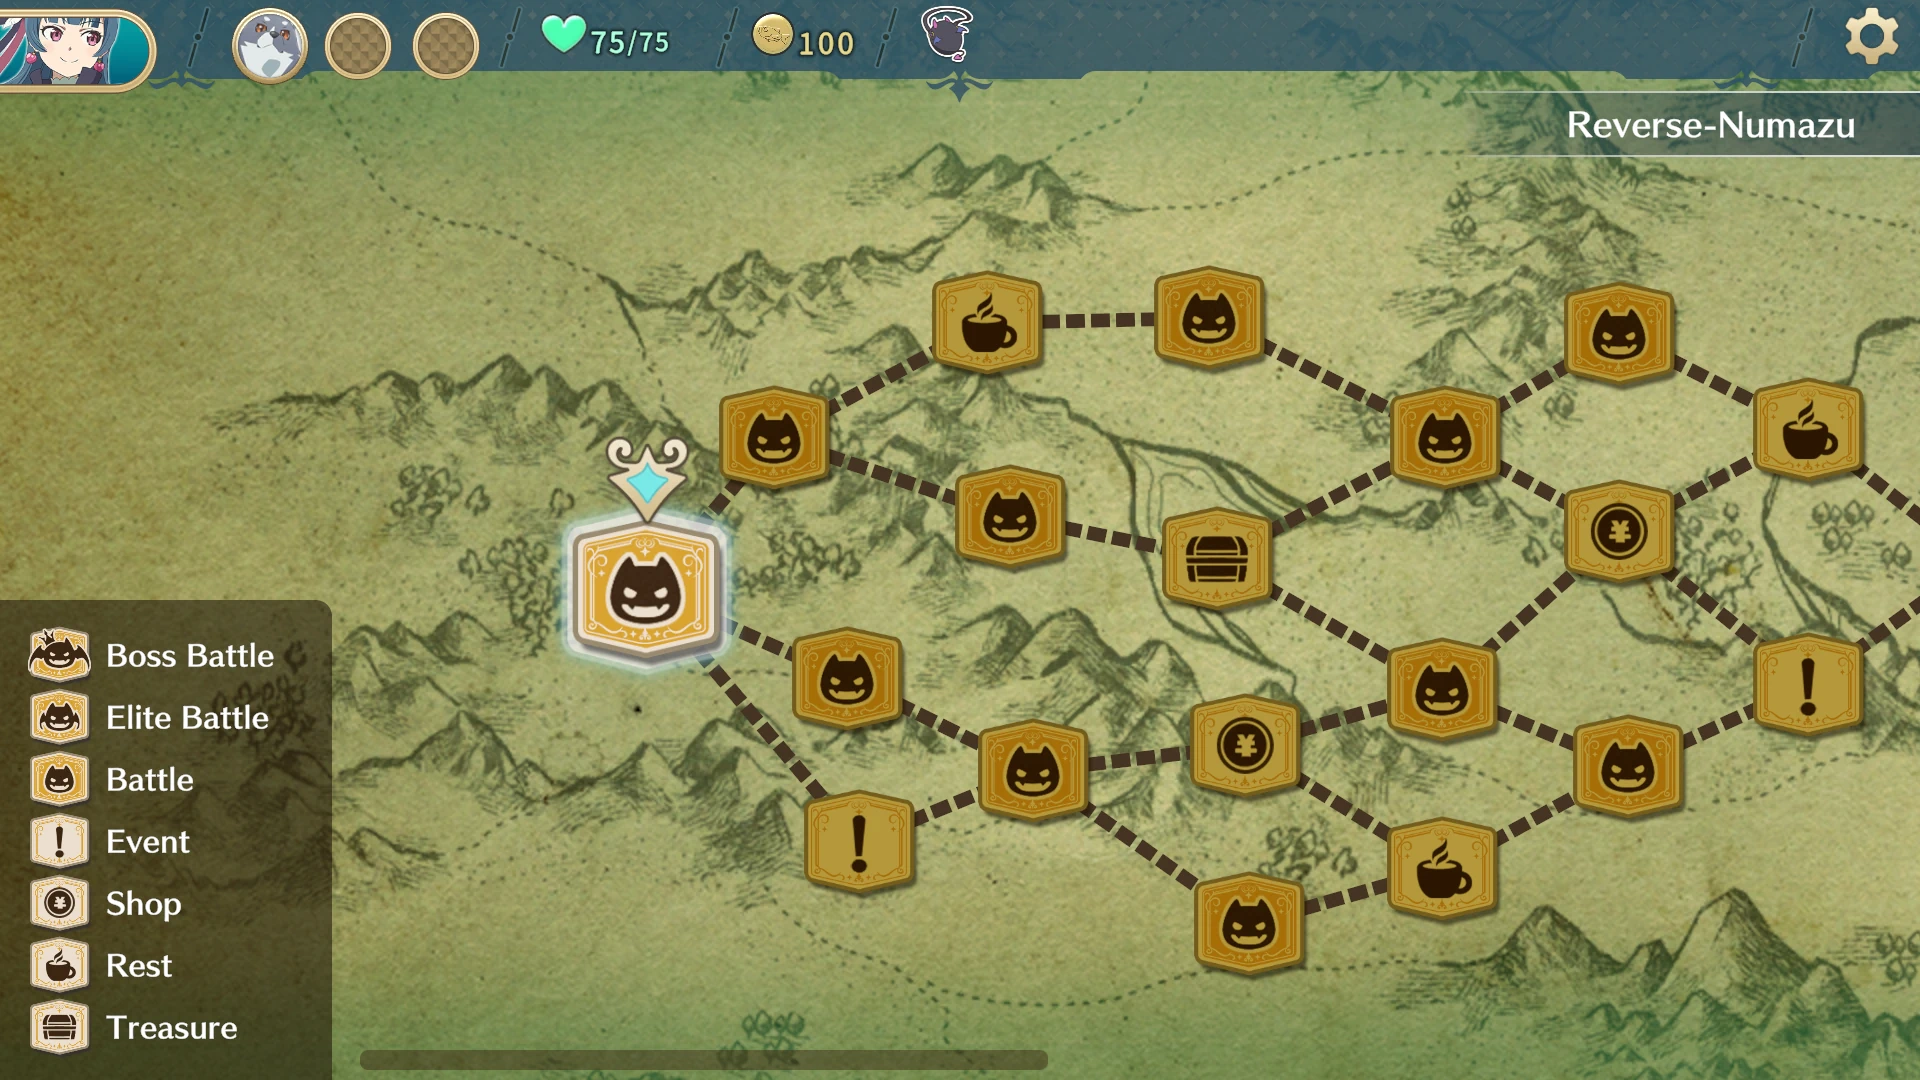 75/75
100
Reverse-Numazu
!
¥
¥
!
Boss Battle
Elite Battle
Battle
! Event
¥ Shop
Rest
Treasure